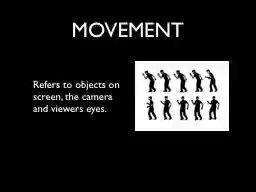 MOVEMENT
Refers to objects on
screen, the camera
and viewers eyes.